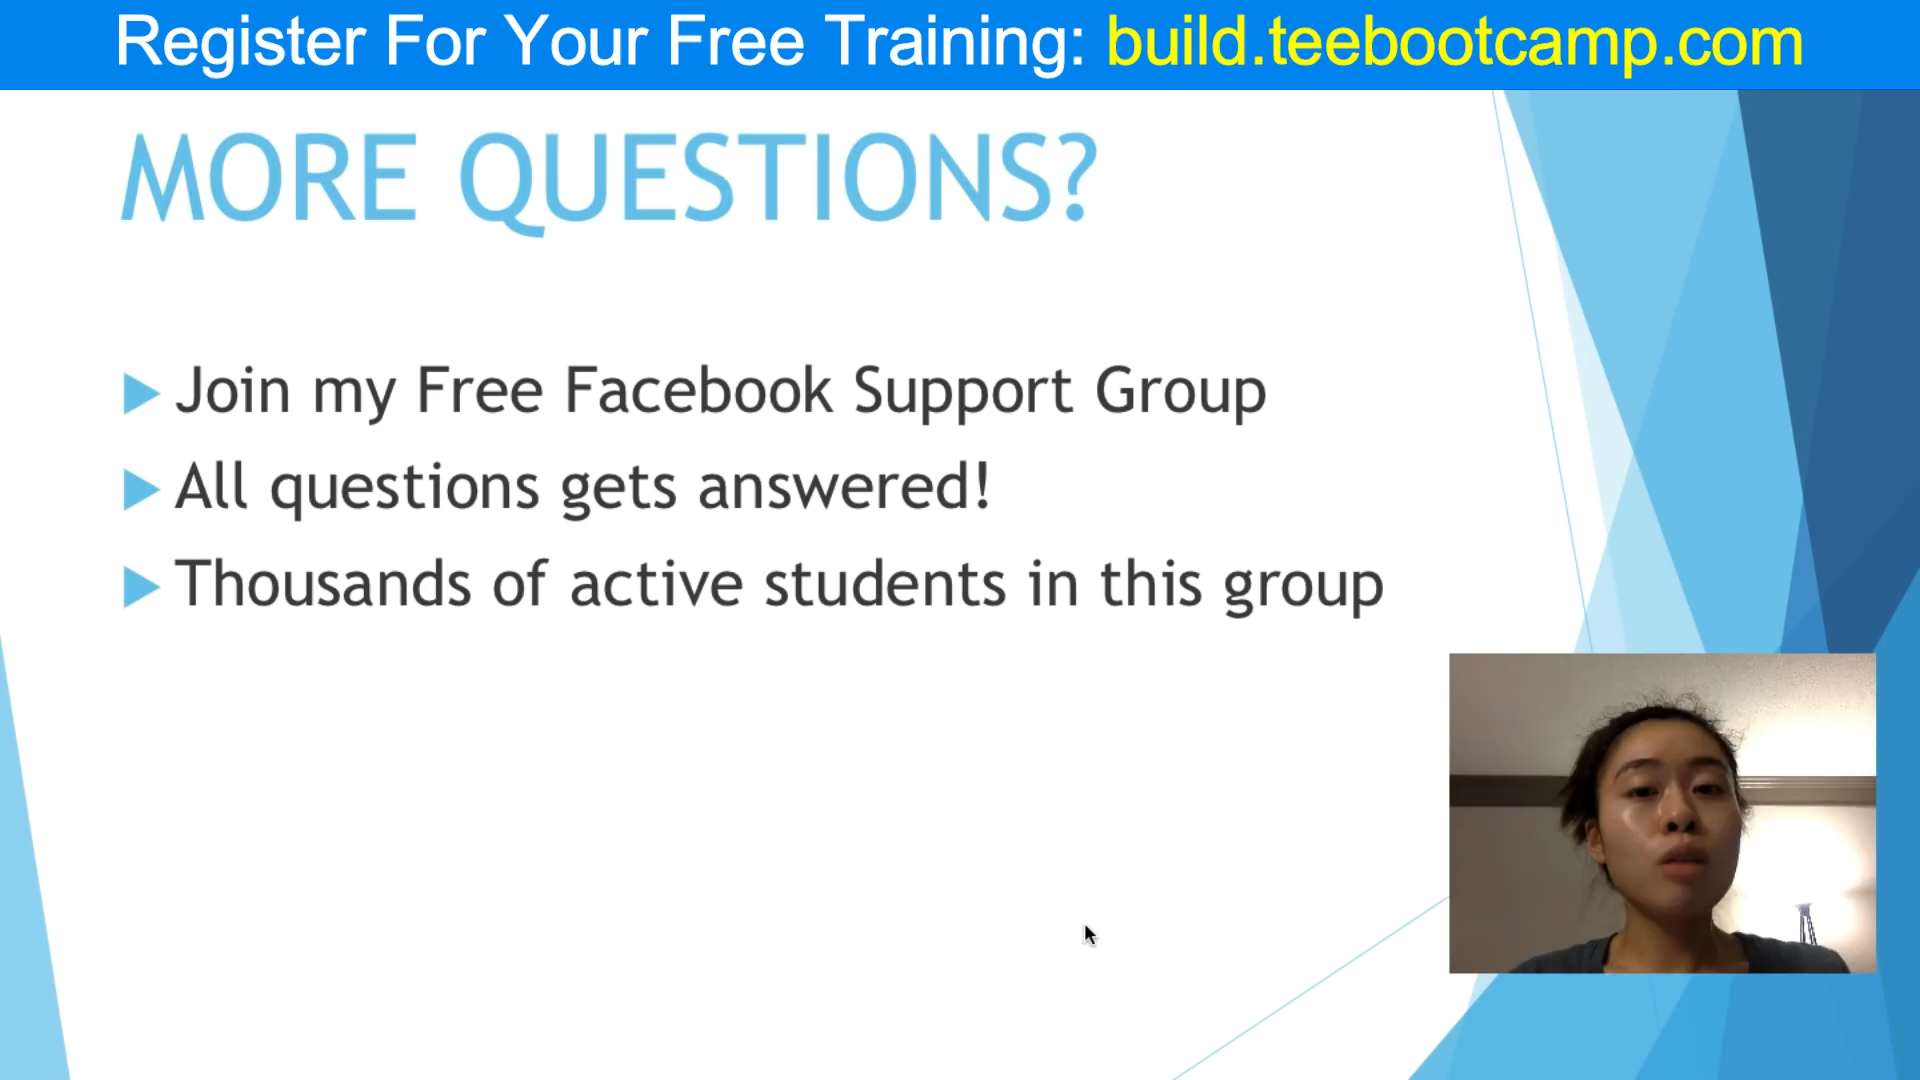 Register For Your Free Training: build.teebootcamp.com
MORE QUESTIONS?
Join my Free Facebook Support Group
All questions gets answered!
Thousands of active students in this group